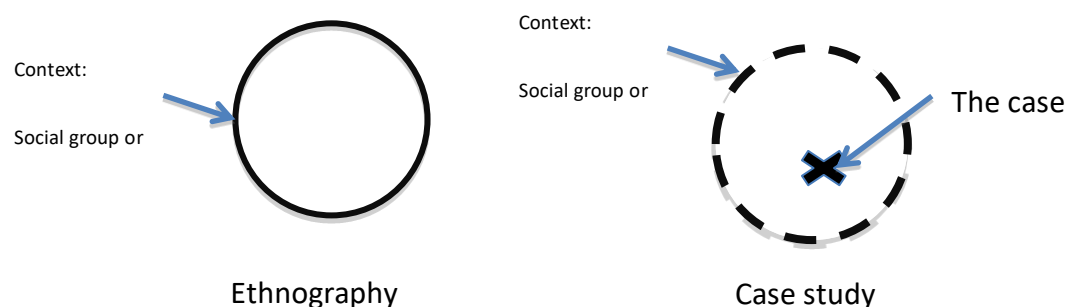 Context:
Social group or
Ethnography
Context:
Social group or
The case
Case study